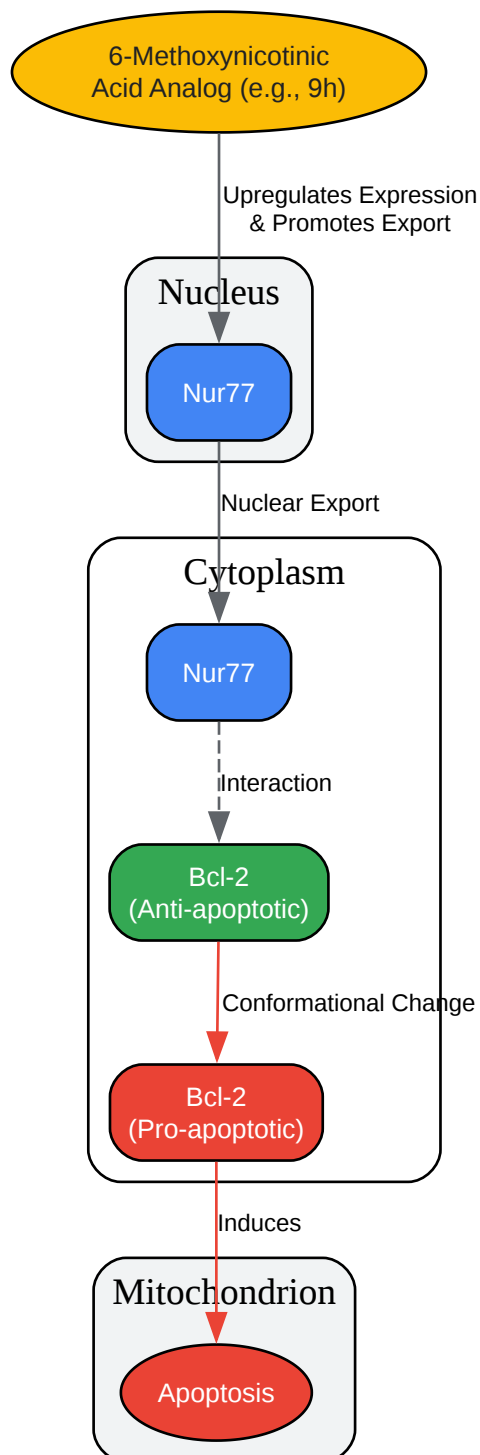 6-Methoxynicotinic
Acid Analog (e.g., 9h)
Upregulates Expression
& Promotes Export
Nucleus
Nur77
Nuclear Export
Cytoplasm
Nur77
Interaction
Bcl-2
(Anti-apoptotic)
Conformational Change
Bcl-2
(Pro-apoptotic)
Induces
Mitochondrion
Apoptosis